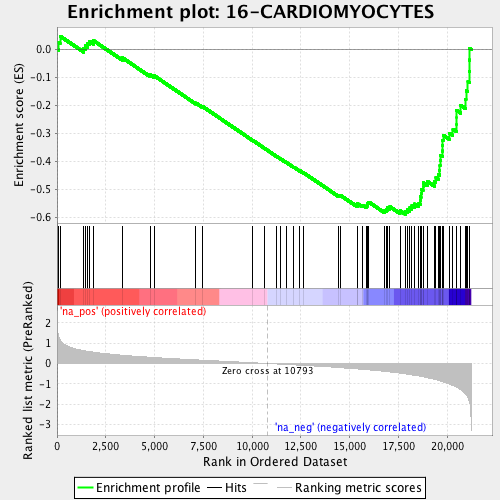 Enrichment plot: 16-CARDIOMYOCYTES
Enrichment score (ES)
0.0
-0.1
-0.2
-0.3
-0.4
-0.5
-0.6
'na_pos' (positively correlated)
Ranked list metric (PreRanked)
2
1
0
-1
-2
-3
Zero cross at 10793
'na_neg' (negatively correlated)
0 2,500 5,000 7,500 10,000 12,500 15,000 17,500 20,000
Rank in Ordered Dataset
Enrichment profile Hits Ranking metric scores